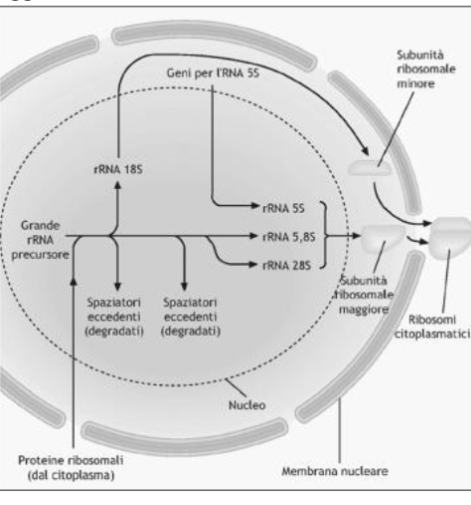 Subunità
ribosomale
minore
Geni per l'RNA 5S
rRNA 18S
rRNA 5S
Grande
rRNA
precursore
rRNA 5,8S
rRNA 28S
Spaziatori
eccedenti
(degradati)
Spaziatori
eccedenti
(degradati)
Subunità
ribosomale
maggiore
Ribosomi
citoplasmatici
Nucleo
Proteine ribosomali
(dal citoplasma)
Membrana nucleare